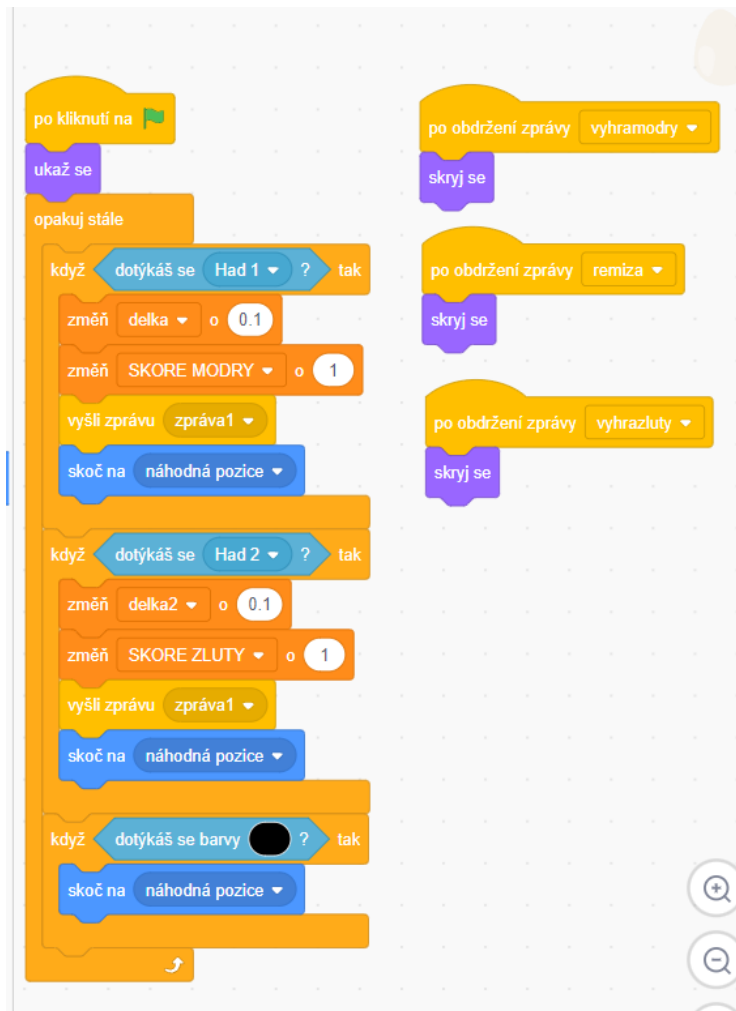 po kliknutí na
ukaž se
opakuj stále
když dotýkáš se Had 1 ? tak
změň delka o 0.1
změň SKORE MODRY o 1
vyšli zprávu zpráva1
skoč na náhodná pozice
když dotýkáš se Had 2 ? tak
změň delka2 o 0.1
změň SKORE ZLUTY o 1
vyšli zprávu zpráva1
skoč na náhodná pozice
když dotýkáš se barvy ? tak
skoč na náhodná pozice
po obdržení zprávy vyhramodry
skryj se
po obdržení zprávy remiza
skryj se
po obdržení zprávy vyhrazluty
skryj se